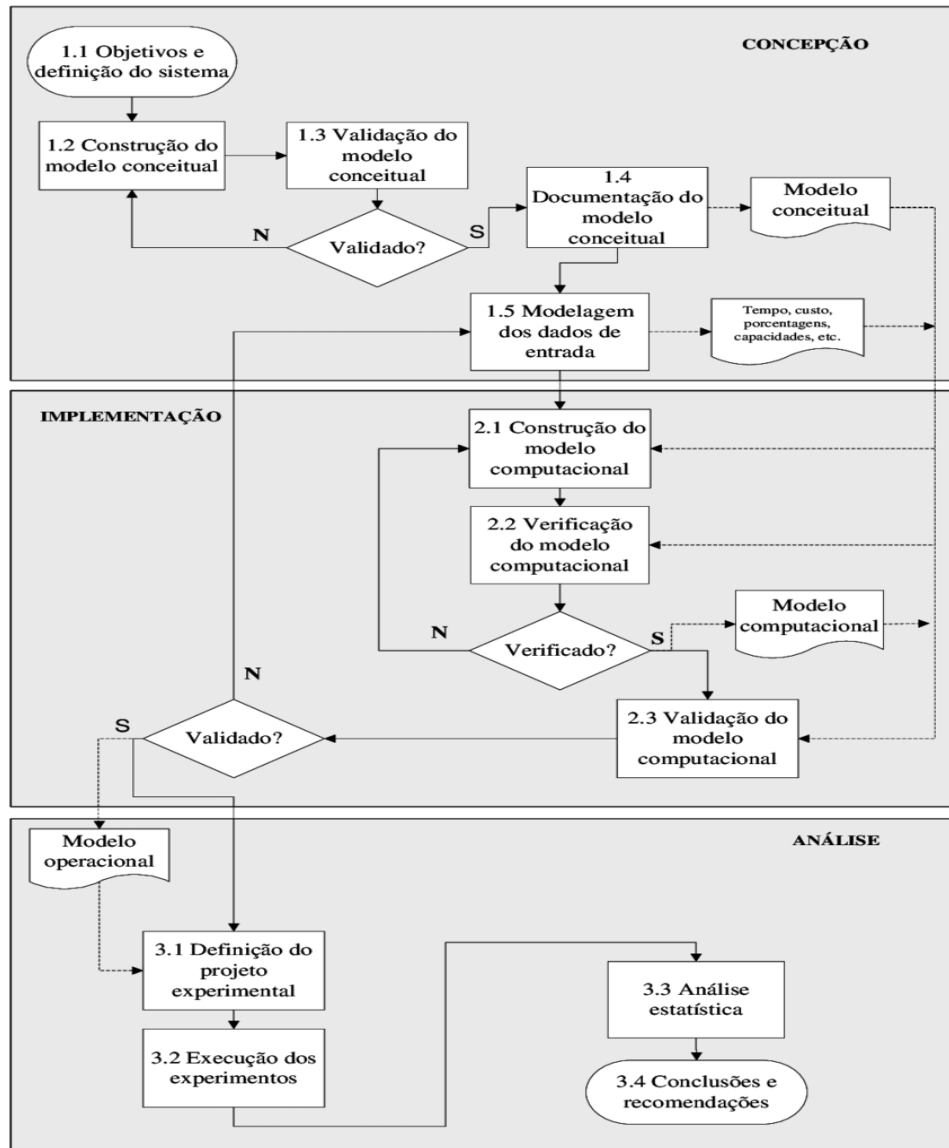 CONCEPÇÃO
1.1 Objetivos e
definição do sistema
1.2 Construção do
modelo conceitual
1.3 Validação do
modelo
conceitual
Validado?
N
S
1.4
Documentação do
modelo
conceitual
Modelo
conceitual
1.5 Modelagem
dos dados de
entrada
Tempo, custo,
porcentagens,
capacidades, etc.
IMPLEMENTAÇÃO
2.1 Construção do
modelo
computacional
2.2 Verificação
do modelo
computacional
Verificado?
N
S
Modelo
computacional
2.3 Validação do
modelo
computacional
Validado?
N
S
ANÁLISE
Modelo
operacional
3.1 Definição do
projeto
experimental
3.2 Execução dos
experimentos
3.3 Análise
estatística
3.4 Conclusões e
recomendações